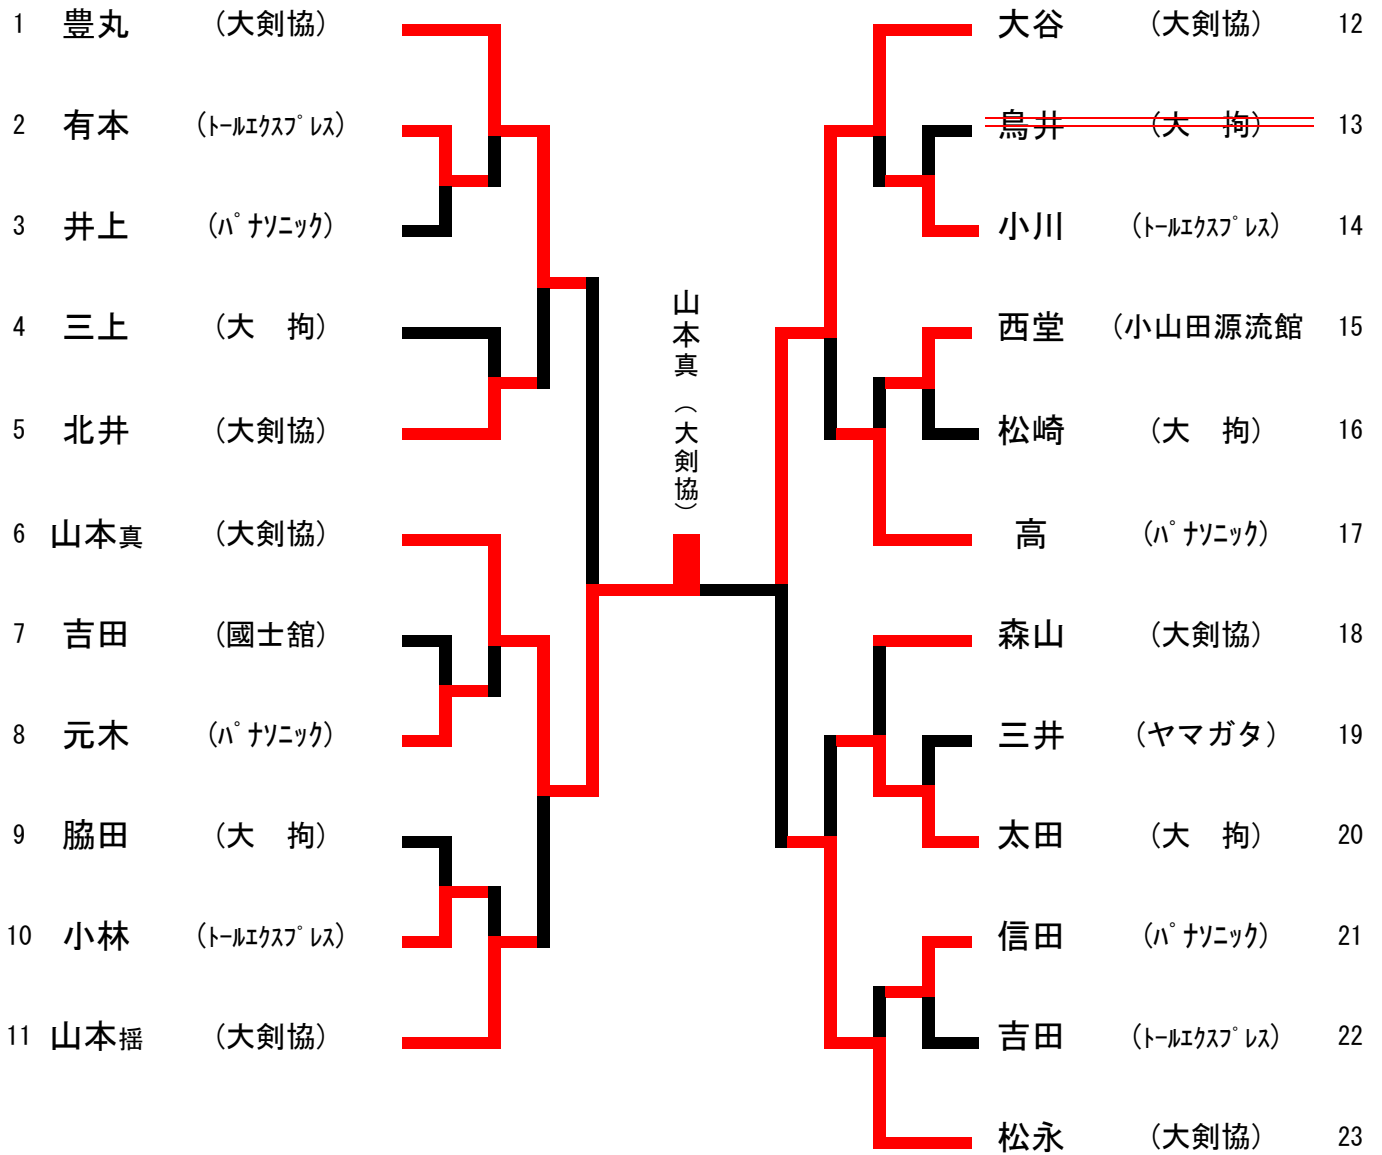 1 豊丸 (大剣協)
2 有本 (ﾄｰﾙｴｸｽﾌﾟﾚｽ)
3 井上 (ﾊﾟﾅｿﾆｯｸ)
4 三上 (大　拘)
5 北井 (大剣協)
6 山本真 (大剣協)
7 吉田 (國士舘)
8 元木 (ﾊﾟﾅｿﾆｯｸ)
9 脇田 (大　拘)
10 小林 (ﾄｰﾙｴｸｽﾌﾟﾚｽ)
11 山本揺 (大剣協)
山本真（大剣協）
大谷 (大剣協) 12
鳥井 (大　拘) 13
小川 (ﾄｰﾙｴｸｽﾌﾟﾚｽ) 14
西堂 (小山田源流館 15
松崎 (大　拘) 16
高 (ﾊﾟﾅｿﾆｯｸ) 17
森山 (大剣協) 18
三井 (ヤマガタ) 19
太田 (大　拘) 20
信田 (ﾊﾟﾅｿﾆｯｸ) 21
吉田 (ﾄｰﾙｴｸｽﾌﾟﾚｽ) 22
松永 (大剣協) 23